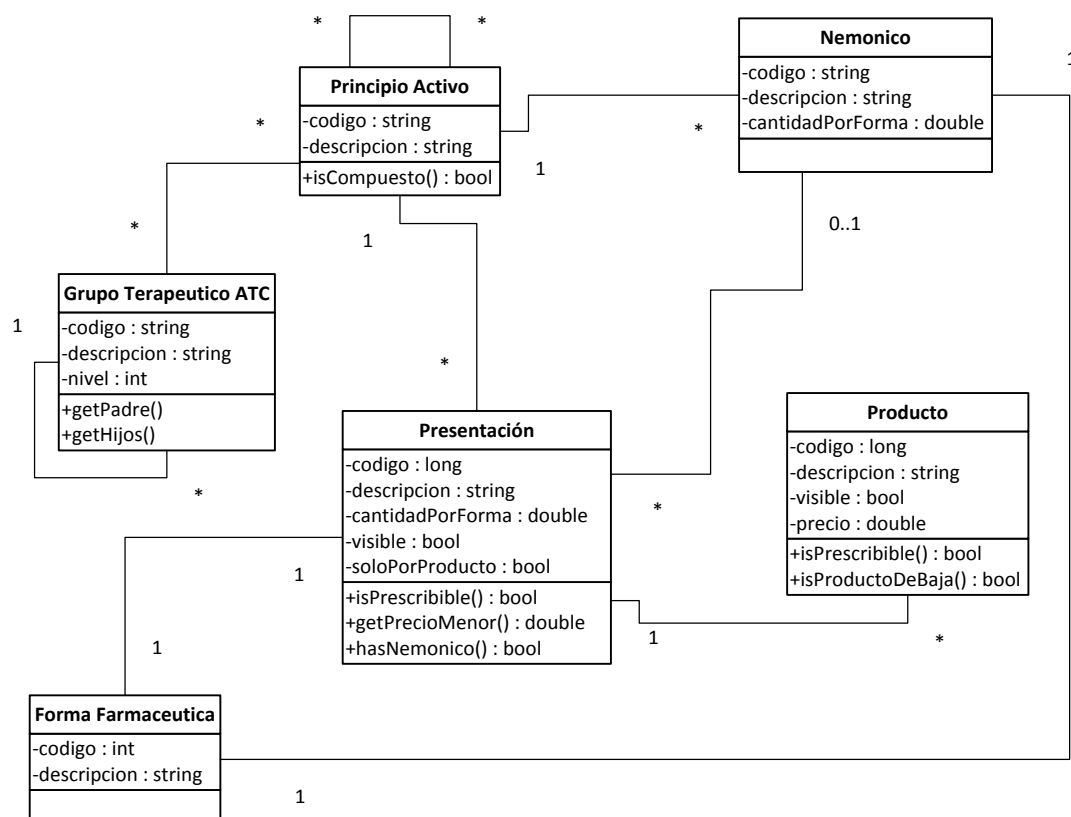 * *
Principio Activo
-codigo : string
-descripcion : string
+isCompuesto() : bool
Nemonico
-codigo : string
-descripcion : string
-cantidadPorForma : double
1
*
*
1
*
1
0..1
Grupo Terapeutico ATC
-codigo : string
-descripcion : string
-nivel : int
+getPadre()
+getHijos()
1
*
*
Presentación
-codigo : long
-descripcion : string
-cantidadPorForma : double
-visible : bool
-soloPorProducto : bool
+isPrescribible() : bool
+getPrecioMenor() : double
+hasNemonico() : bool
*
Producto
-codigo : long
-descripcion : string
-visible : bool
-precio : double
+isPrescribible() : bool
+isProductoDeBaja() : bool
1
1
*
1
Forma Farmaceutica
-codigo : int
-descripcion : string
1